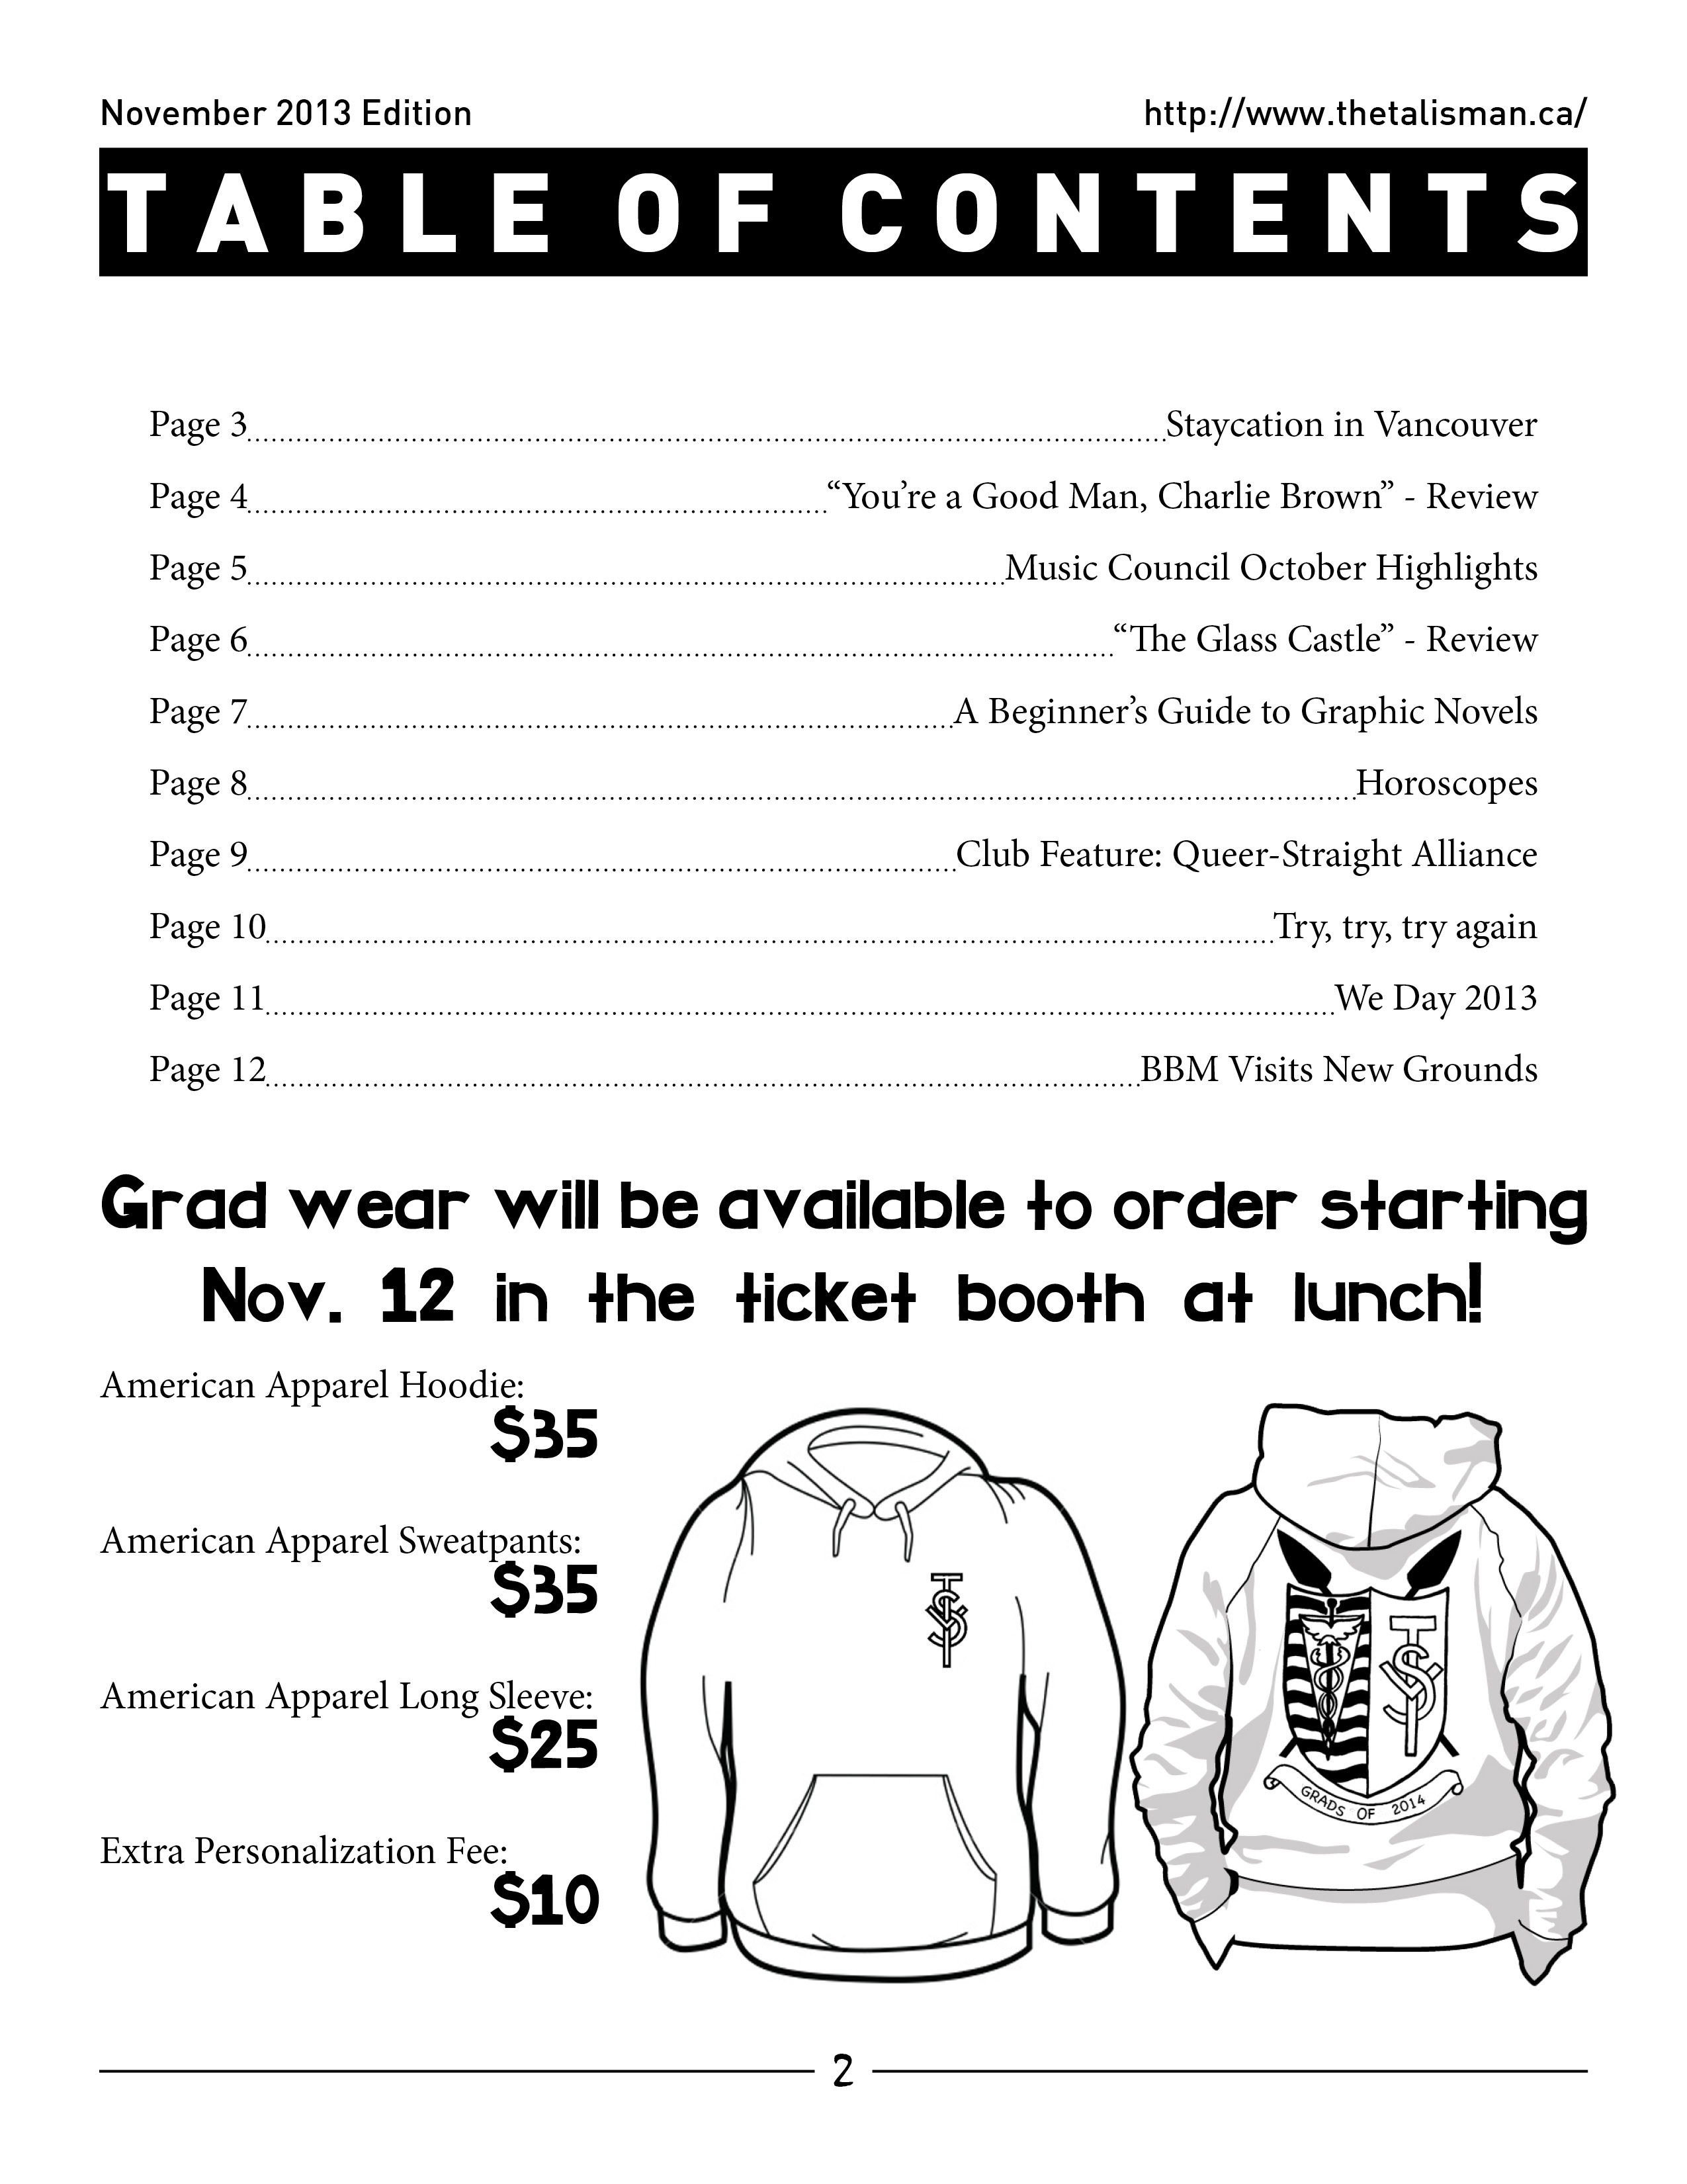 November 2013 Edition
http://www.thetalisman.ca/
TABLE OF CONTENTS
Page 3 Staycation in Vancouver
Page 4 “You’re a Good Man, Charlie Brown” - Review
Page 5 Music Council October Highlights
Page 6 “The Glass Castle” - Review
Page 7 A Beginner’s Guide to Graphic Novels
Page 8 Horoscopes
Page 9 Club Feature: Queer-Straight Alliance
Page 10 Try, try, try again
Page 11 We Day 2013
Page 12 BBM Visits New Grounds
Grad wear will be available to order starting
Nov. 12 in the ticket booth at lunch!
American Apparel Hoodie:
$35
American Apparel Sweatpants:
$35
American Apparel Long Sleeve:
$25
Extra Personalization Fee:
$10
GRADS OF 2014
2